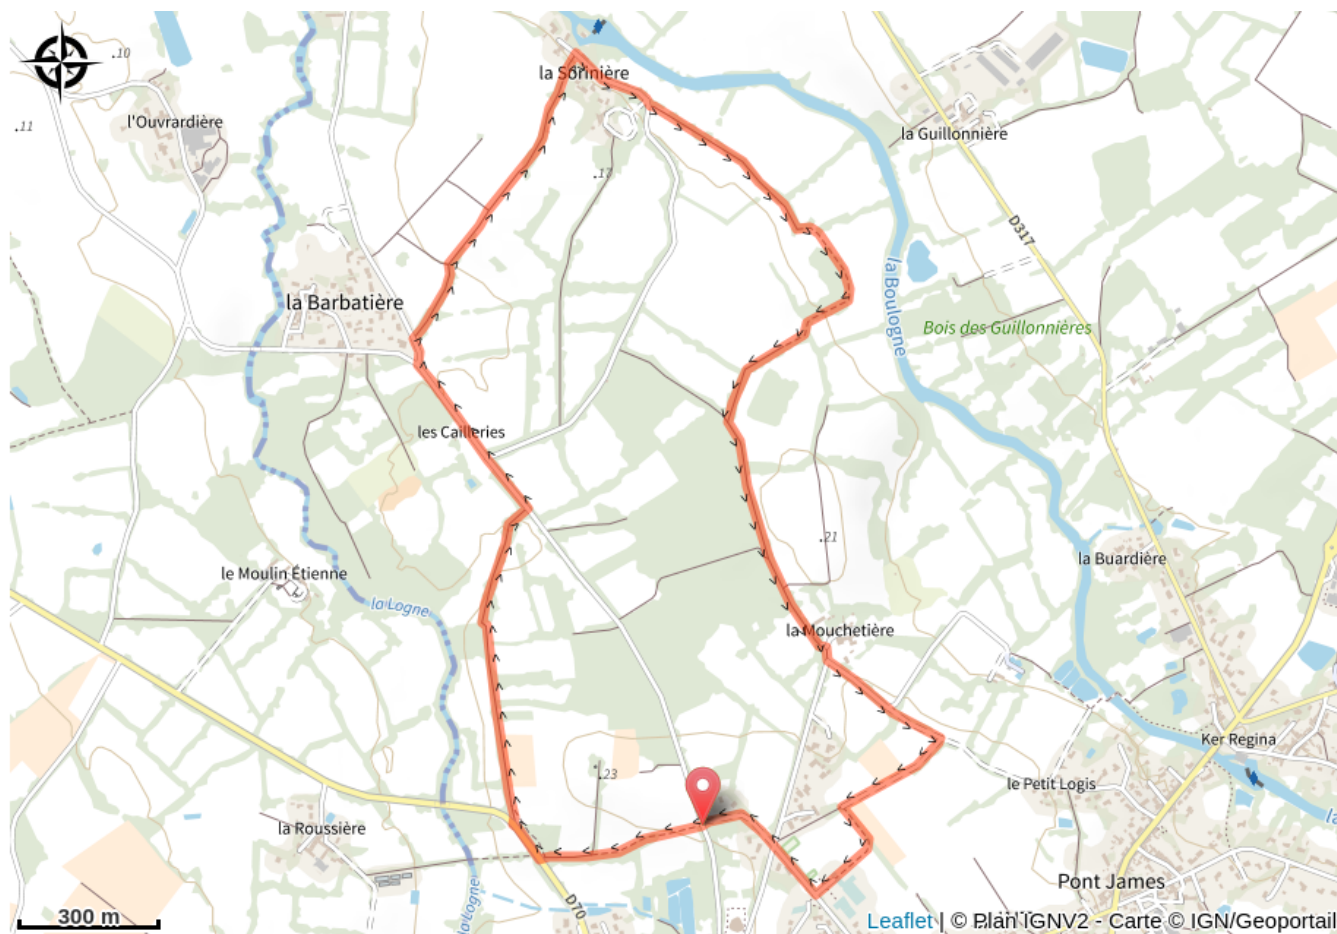 .10
la Sorinière
l'Ouvrardière
.11
la Guillonnière
.17
D317
la Barbatière
la Boulogne
Bois des Guillonnières
les Cailleries
.21
la Buardière
le Moulin Étienne
la Logne
la Mouchetière
Ker Regina
.23
le Petit Logis
la Roussière
Pont James
D70
la Logne
la
300 m
Leaflet | © Plan IGNV2 - Carte © IGN/Geoportail